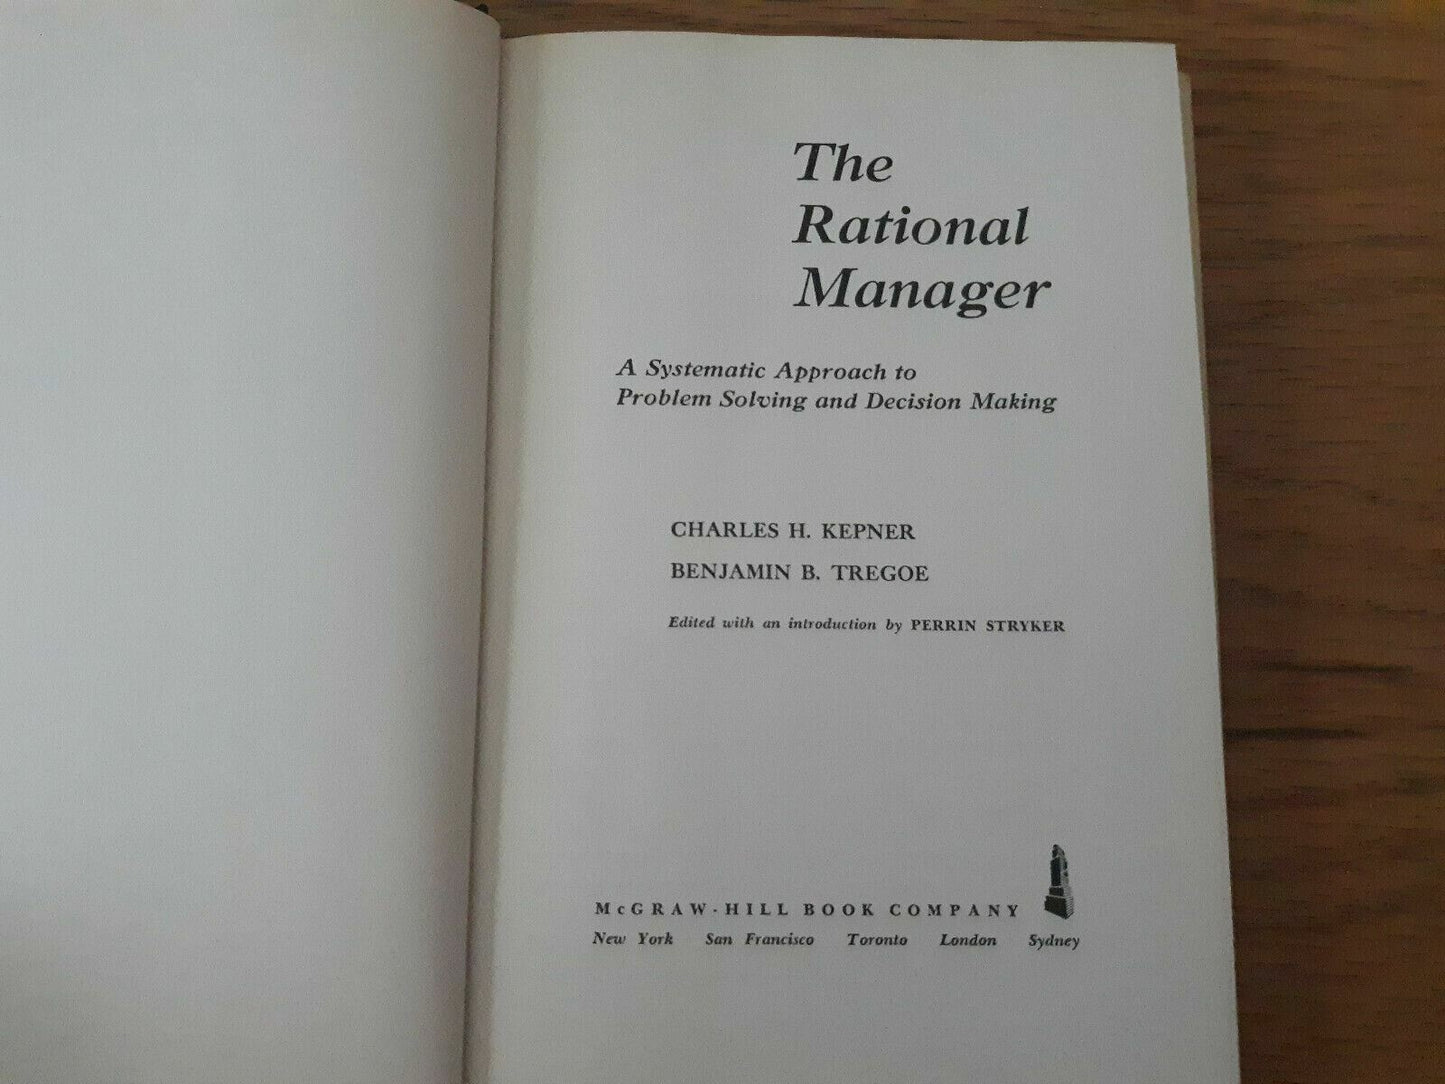 The
Rational
Manager
A Systematic Approach to
Problem Solving and Decision Making
CHARLES H. KEPNER
BENJAMIN B. TREGOE
Edited with an introduction by PERRIN STRYKER
McGRAW-HILL BOOK COMPANY
New York San Francisco Toronto London Sydney